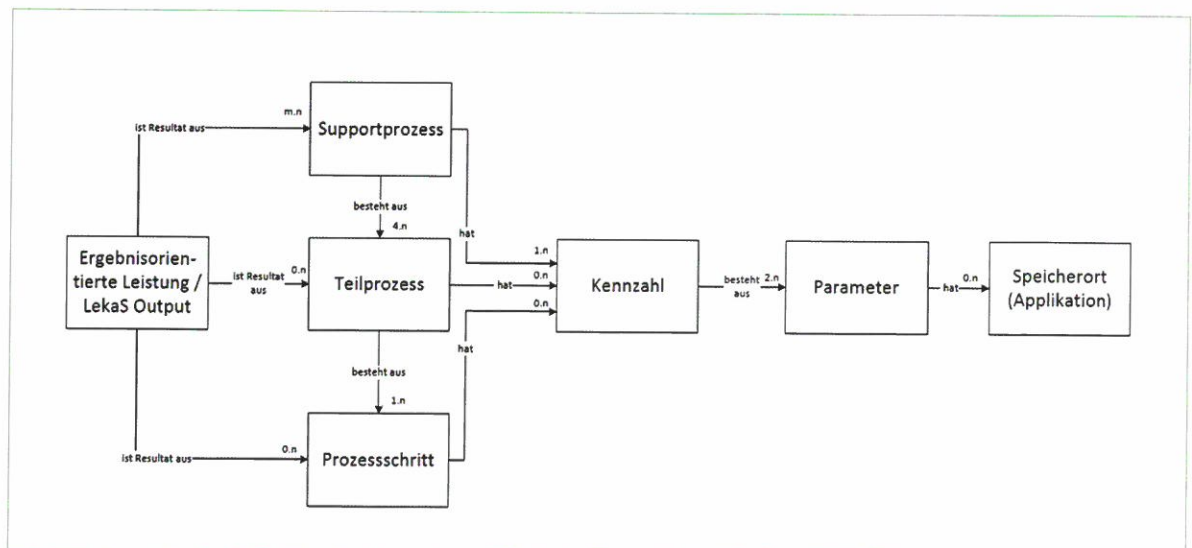 m.n
ist Resultat aus
Supportprozess
besteht aus
4.n
hat
Ergebnisorien-
tierte Leistung /
LekaS Output
ist Resultat
aus
0.n
Teilprozess
hat
1.n
0.n
0.n
Kennzahl
besteht
aus
2.n
Parameter
hat
0.n
Speicherort
(Applikation)
hat
besteht aus
1.n
ist Resultat aus
0.n
Prozessschritt